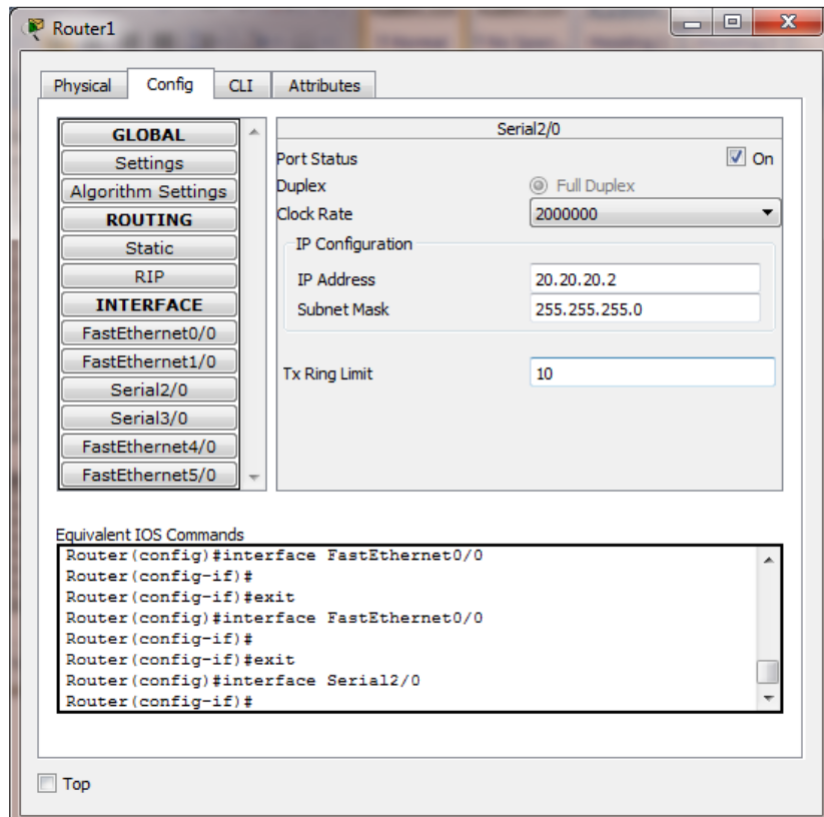 Router1
Physical
Config
CLI
Attributes
GLOBAL
Settings
Algorithm Settings
ROUTING
Static
RIP
INTERFACE
FastEthernet0/0
FastEthernet1/0
Serial2/0
Serial3/0
FastEthernet4/0
FastEthernet5/0
Serial2/0
Port Status On
Duplex Full Duplex
Clock Rate 2000000
IP Configuration
IP Address 20.20.20.2
Subnet Mask 255.255.255.0
Tx Ring Limit 10
Equivalent IOS Commands
Router(config)#interface FastEthernet0/0
Router(config-if)#
Router(config-if)#exit
Router(config)#interface FastEthernet0/0
Router(config-if)#
Router(config-if)#exit
Router(config)#interface Serial2/0
Router(config-if)#
Top